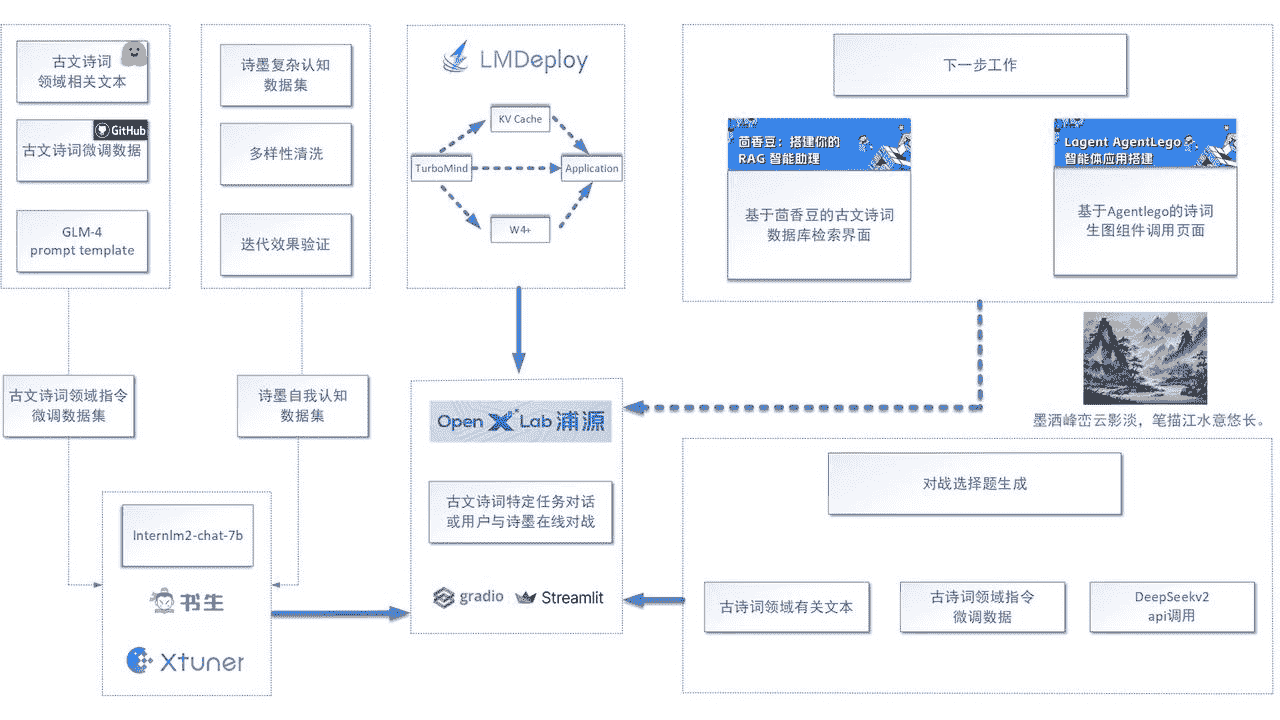 古文诗词
领域相关文本
GitHub
古文诗词微调数据
GLM-4
prompt template
诗墨复杂认知
数据集
多样性清洗
迭代效果验证
LMDeploy
KV Cache
TurboMind
Application
W4+
下一步工作
茴香豆：搭建你的
RAG 智能助理
基于茴香豆的古文诗词
数据库检索界面
Lagent AgentLego
智能体应用搭建
基于Agentlego的诗词
生图组件调用页面
墨洒峰峦云影淡，笔描江水意悠长。
古文诗词领域指令
微调数据集
诗墨自我认知
数据集
Internlm2-chat-7b
书生
Xtuner
Open X Lab 浦源
古文诗词特定任务对话
或用户与诗墨在线对战
gradio
Streamlit
对战选择题生成
古诗词领域有关文本
古诗词领域指令
微调数据
DeepSeekv2
api调用